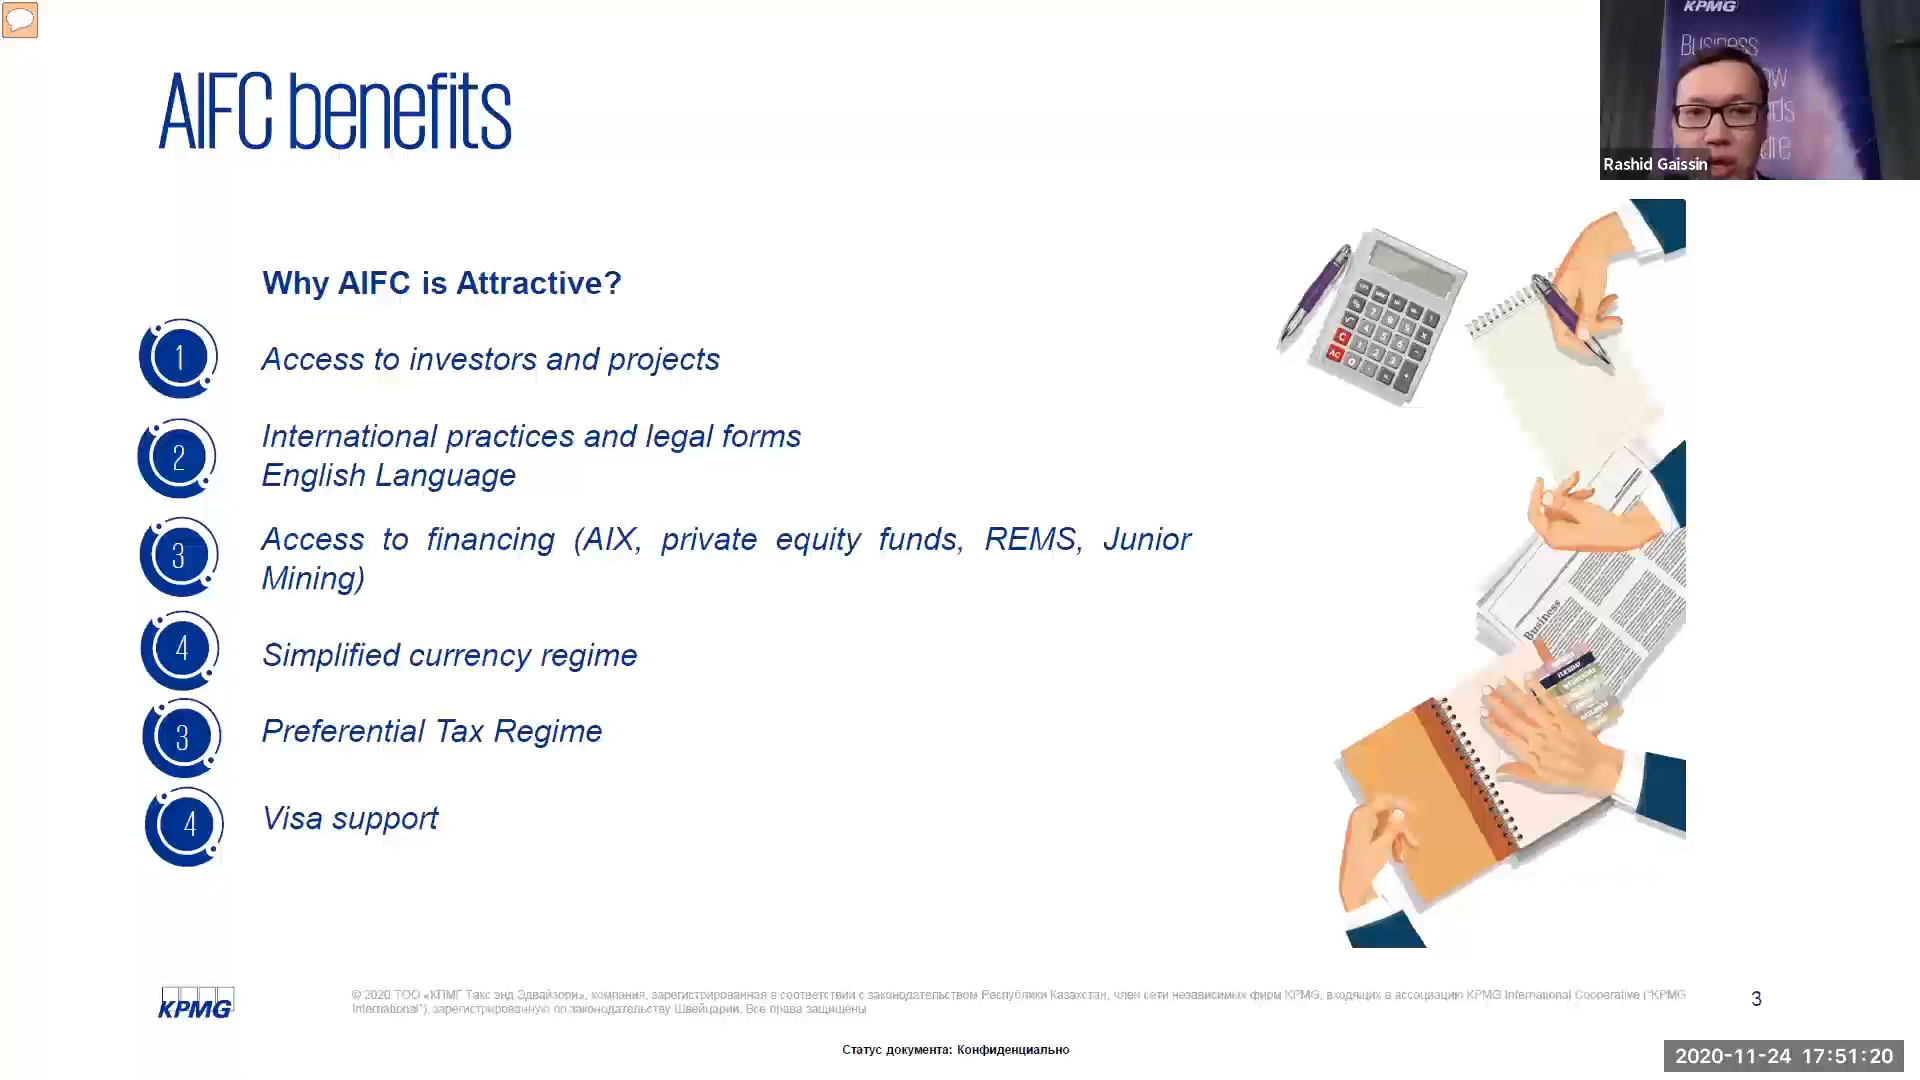 AIFC benefits
KPMG
Business
Rashid Gaissin
Why AIFC is Attractive?
1
Access to investors and projects
2
International practices and legal forms
English Language
3
Access to financing (AIX, private equity funds, REMS, Junior
Mining)
4
Simplified currency regime
3
Preferential Tax Regime
4
Visa support
Business
TUESDAY
KPMG
© 2020 ТОО «КПМГ Такс энд Эдвайзори», компания, зарегистрированная в соответствии с законодательством Республики Казахстан, член сети независимых фирм KPMG, входящих в ассоциацию KPMG International Cooperative ("KPMG
International"), зарегистрированную по законодательству Швейцарии. Все права защищены
3
Статус документа: Конфиденциально
2020-11-24 17:51:20